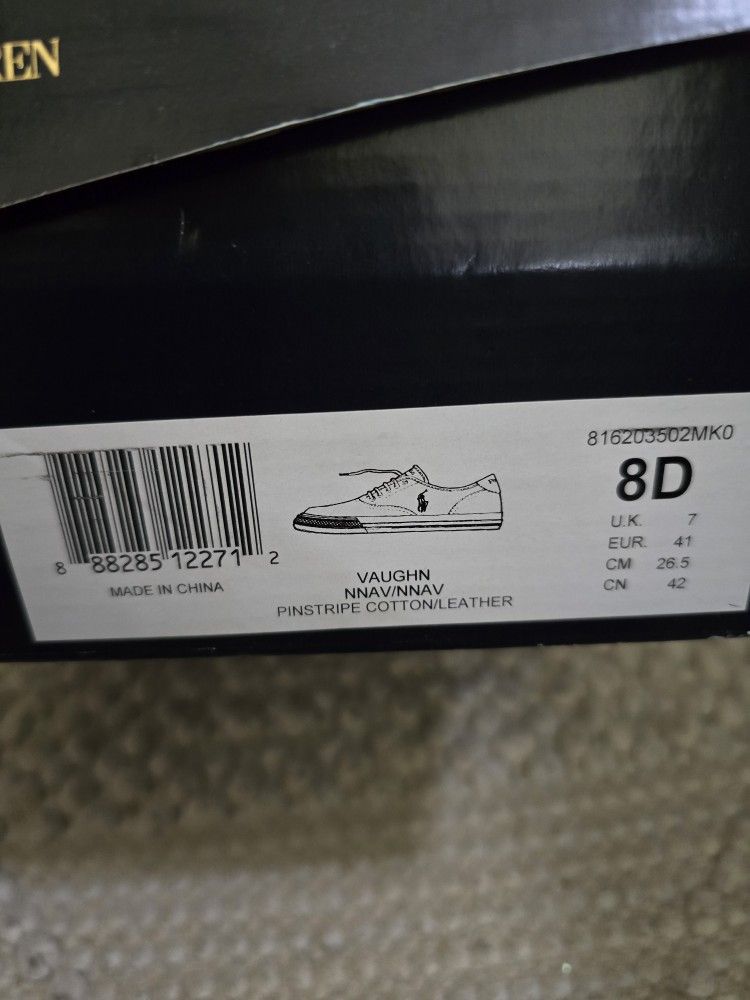 REN
816203502MK0
8D
U.K. 7
EUR. 41
CM 26.5
CN 42
8 88285 12271 2
MADE IN CHINA
VAUGHN
NNAV/NNAV
PINSTRIPE COTTON/LEATHER